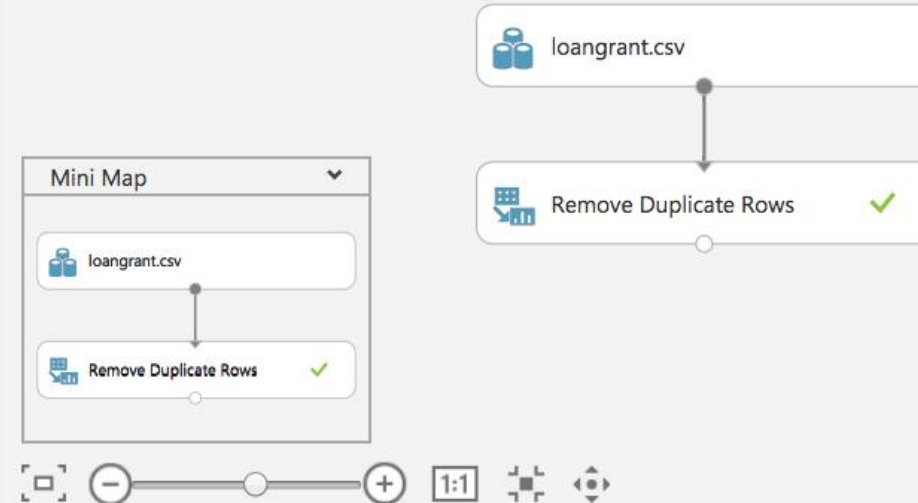 loangrant.csv
Remove Duplicate Rows
Mini Map
loangrant.csv
Remove Duplicate Rows
1:1